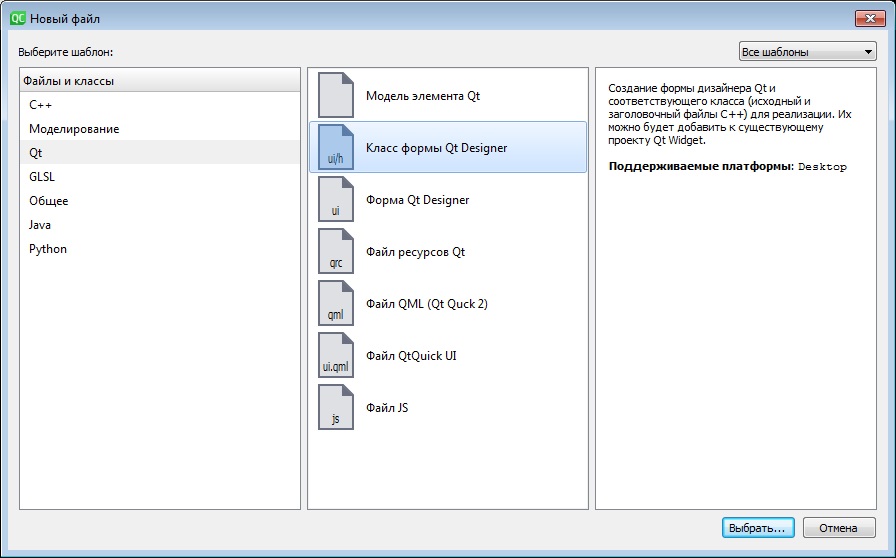 QC Новый файл
Выберите шаблон:
Все шаблоны
Файлы и классы
C++
Моделирование
Qt
GLSL
Общее
Java
Python
Модель элемента Qt
ui/h
Класс формы Qt Designer
ui
Форма Qt Designer
qrc
Файл ресурсов Qt
qml
Файл QML (Qt Quck 2)
ui.qml
Файл QtQuick UI
js
Файл JS
Создание формы дизайнера Qt и
соответствующего класса (исходный и
заголовочный файлы C++) для реализации. Их
можно будет добавить к существующему
проекту Qt Widget.
Поддерживаемые платформы: Desktop
Выбрать...
Отмена